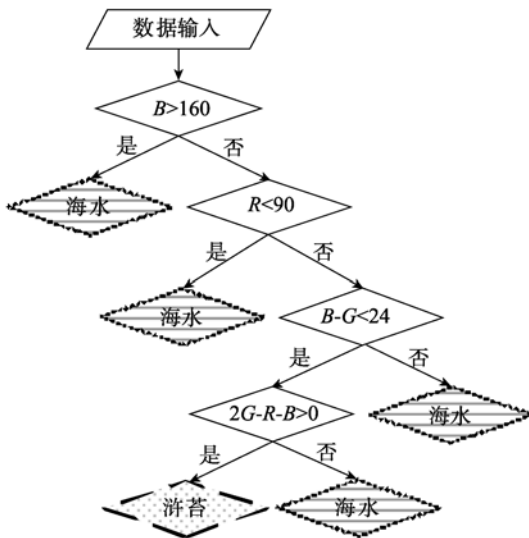 数据输入
B>160
是
否
海水
R<90
是
否
海水
B-G<24
是
否
2G-R-B>0
海水
是
否
浒苔
海水